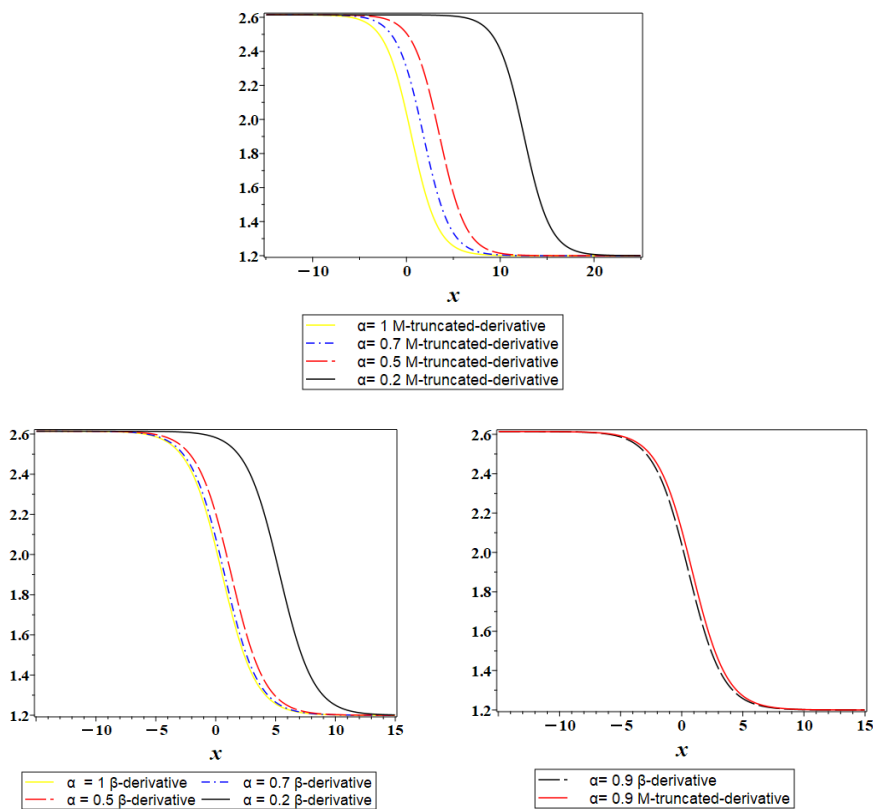 2.6
2.4
2.2
2.0
1.8
1.6
1.4
1.2
−10 0 10 20
x
α= 1 M-truncated-derivative
α= 0.7 M-truncated-derivative
α= 0.5 M-truncated-derivative
α= 0.2 M-truncated-derivative
2.6
2.4
2.2
2.0
1.8
1.6
1.4
1.2
−10 −5 0 5 10 15
x
α = 1 β-derivative α = 0.7 β-derivative
α = 0.5 β-derivative α = 0.2 β-derivative
2.6
2.4
2.2
2.0
1.8
1.6
1.4
1.2
−10 −5 0 5 10 15
x
α= 0.9 β-derivative
α= 0.9 M-truncated-derivative